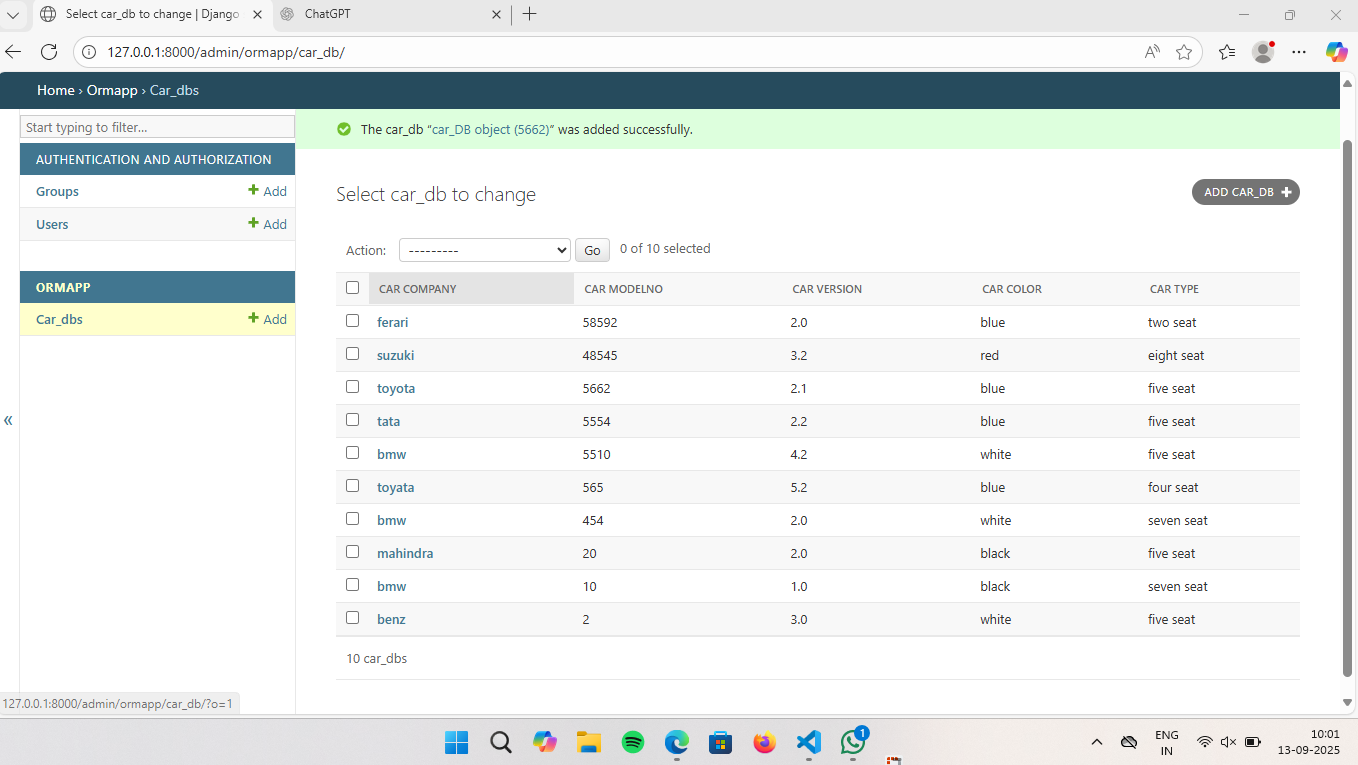 Select car_db to change | Django
ChatGPT
127.0.0.1:8000/admin/ormapp/car_db/
Home › Ormapp › Car_dbs
Start typing to filter...
AUTHENTICATION AND AUTHORIZATION
Groups Add
Users Add
ORMAPP
Car_dbs Add
«
The car_db “car_DB object (5662)” was added successfully.
Select car_db to change
ADD CAR_DB
Action: --------- Go 0 of 10 selected
CAR COMPANY CAR MODELNO CAR VERSION CAR COLOR CAR TYPE
ferari 58592 2.0 blue two seat
suzuki 48545 3.2 red eight seat
toyota 5662 2.1 blue five seat
tata 5554 2.2 blue five seat
bmw 5510 4.2 white five seat
toyata 565 5.2 blue four seat
bmw 454 2.0 white seven seat
mahindra 20 2.0 black five seat
bmw 10 1.0 black seven seat
benz 2 3.0 white five seat
10 car_dbs
127.0.0.1:8000/admin/ormapp/car_db/?o=1
1
ENG
IN
10:01
13-09-2025